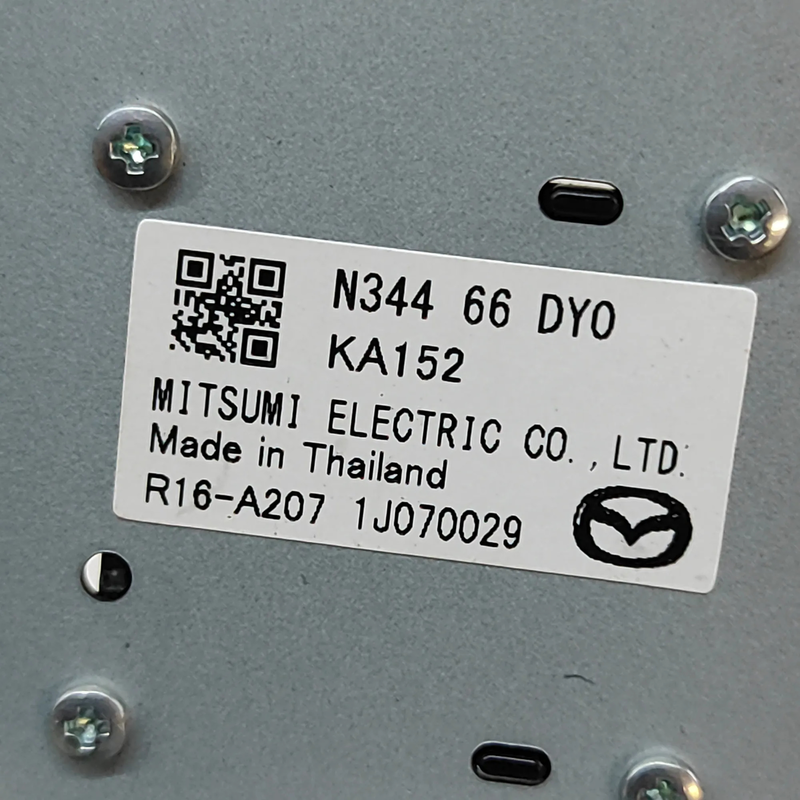 N344 66 DY0
KA152
MITSUMI ELECTRIC CO.,LTD.
Made in Thailand
R16-A207 1J070029